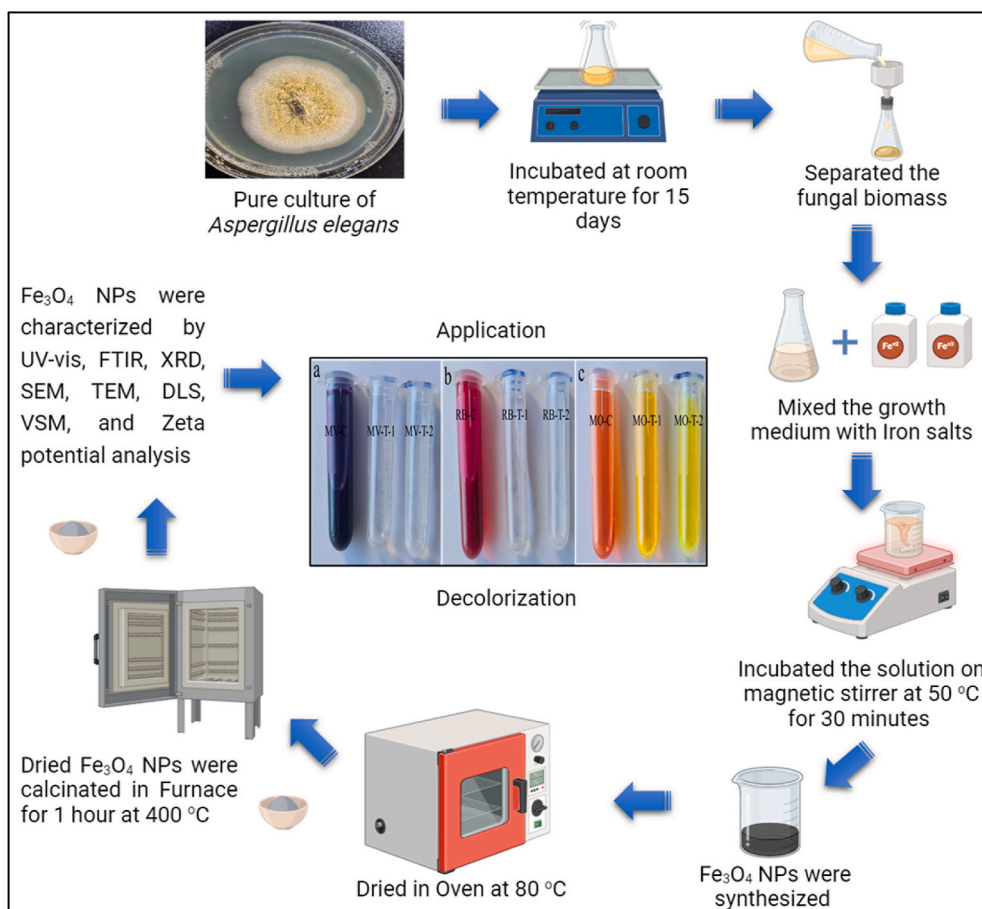 Pure culture of
Aspergillus elegans
Incubated at room
temperature for 15
days
Separated the
fungal biomass
Fe⁺²
Fe⁺³
Mixed the growth
medium with Iron salts
Incubated the solution on
magnetic stirrer at 50 °C
for 30 minutes
Fe₃O₄ NPs were
synthesized
Dried in Oven at 80 °C
Dried Fe₃O₄ NPs were
calcinated in Furnace
for 1 hour at 400 °C
Fe₃O₄ NPs were
characterized by
UV-vis, FTIR, XRD,
SEM, TEM, DLS,
VSM, and Zeta
potential analysis
Application
a
MV-C
MV-T-1
MV-T-2
b
RB-C
RB-T-1
RB-T-2
c
MO-C
MO-T-1
MO-T-2
Decolorization